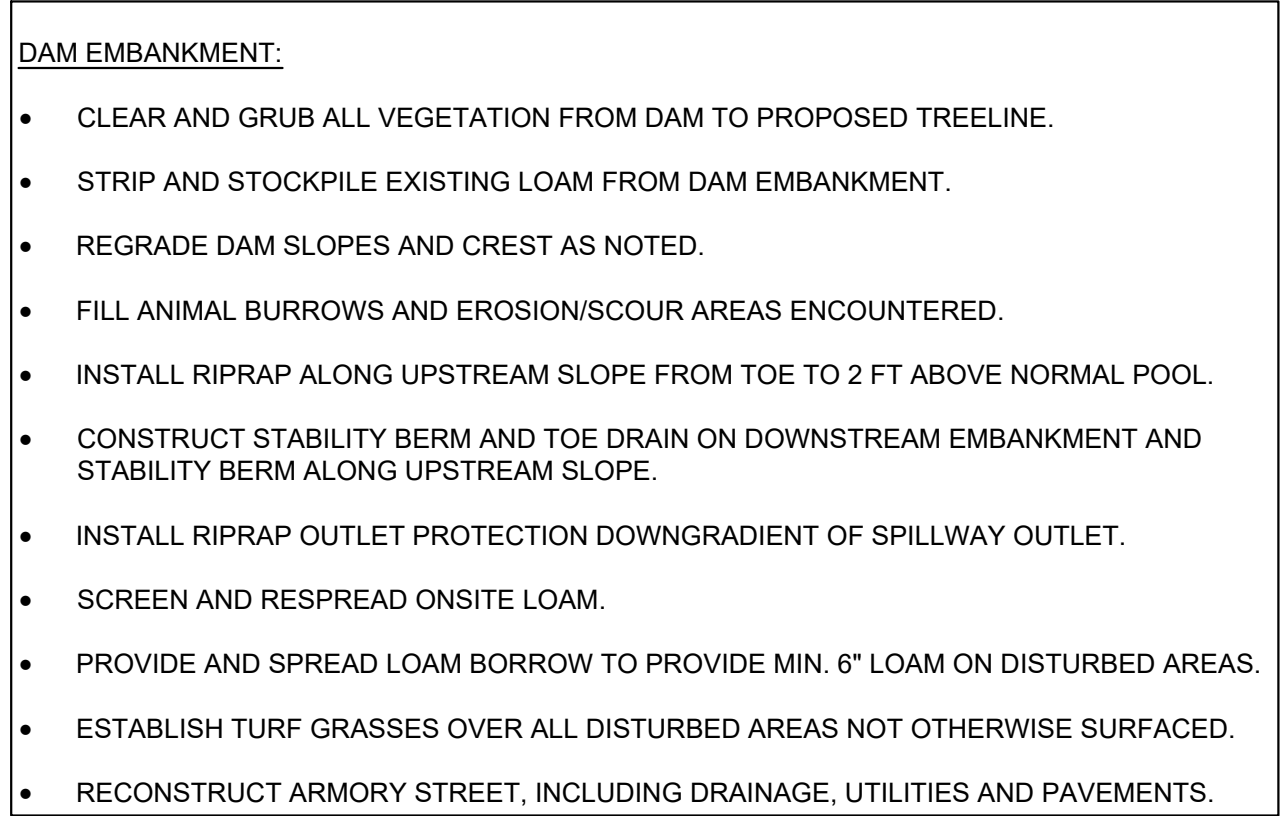 DAM EMBANKMENT:
• CLEAR AND GRUB ALL VEGETATION FROM DAM TO PROPOSED TREELINE.
• STRIP AND STOCKPILE EXISTING LOAM FROM DAM EMBANKMENT.
• REGRADE DAM SLOPES AND CREST AS NOTED.
• FILL ANIMAL BURROWS AND EROSION/SCOUR AREAS ENCOUNTERED.
• INSTALL RIPRAP ALONG UPSTREAM SLOPE FROM TOE TO 2 FT ABOVE NORMAL POOL.
• CONSTRUCT STABILITY BERM AND TOE DRAIN ON DOWNSTREAM EMBANKMENT AND
STABILITY BERM ALONG UPSTREAM SLOPE.
• INSTALL RIPRAP OUTLET PROTECTION DOWNGRADIENT OF SPILLWAY OUTLET.
• SCREEN AND RESPREAD ONSITE LOAM.
• PROVIDE AND SPREAD LOAM BORROW TO PROVIDE MIN. 6" LOAM ON DISTURBED AREAS.
• ESTABLISH TURF GRASSES OVER ALL DISTURBED AREAS NOT OTHERWISE SURFACED.
• RECONSTRUCT ARMORY STREET, INCLUDING DRAINAGE, UTILITIES AND PAVEMENTS.